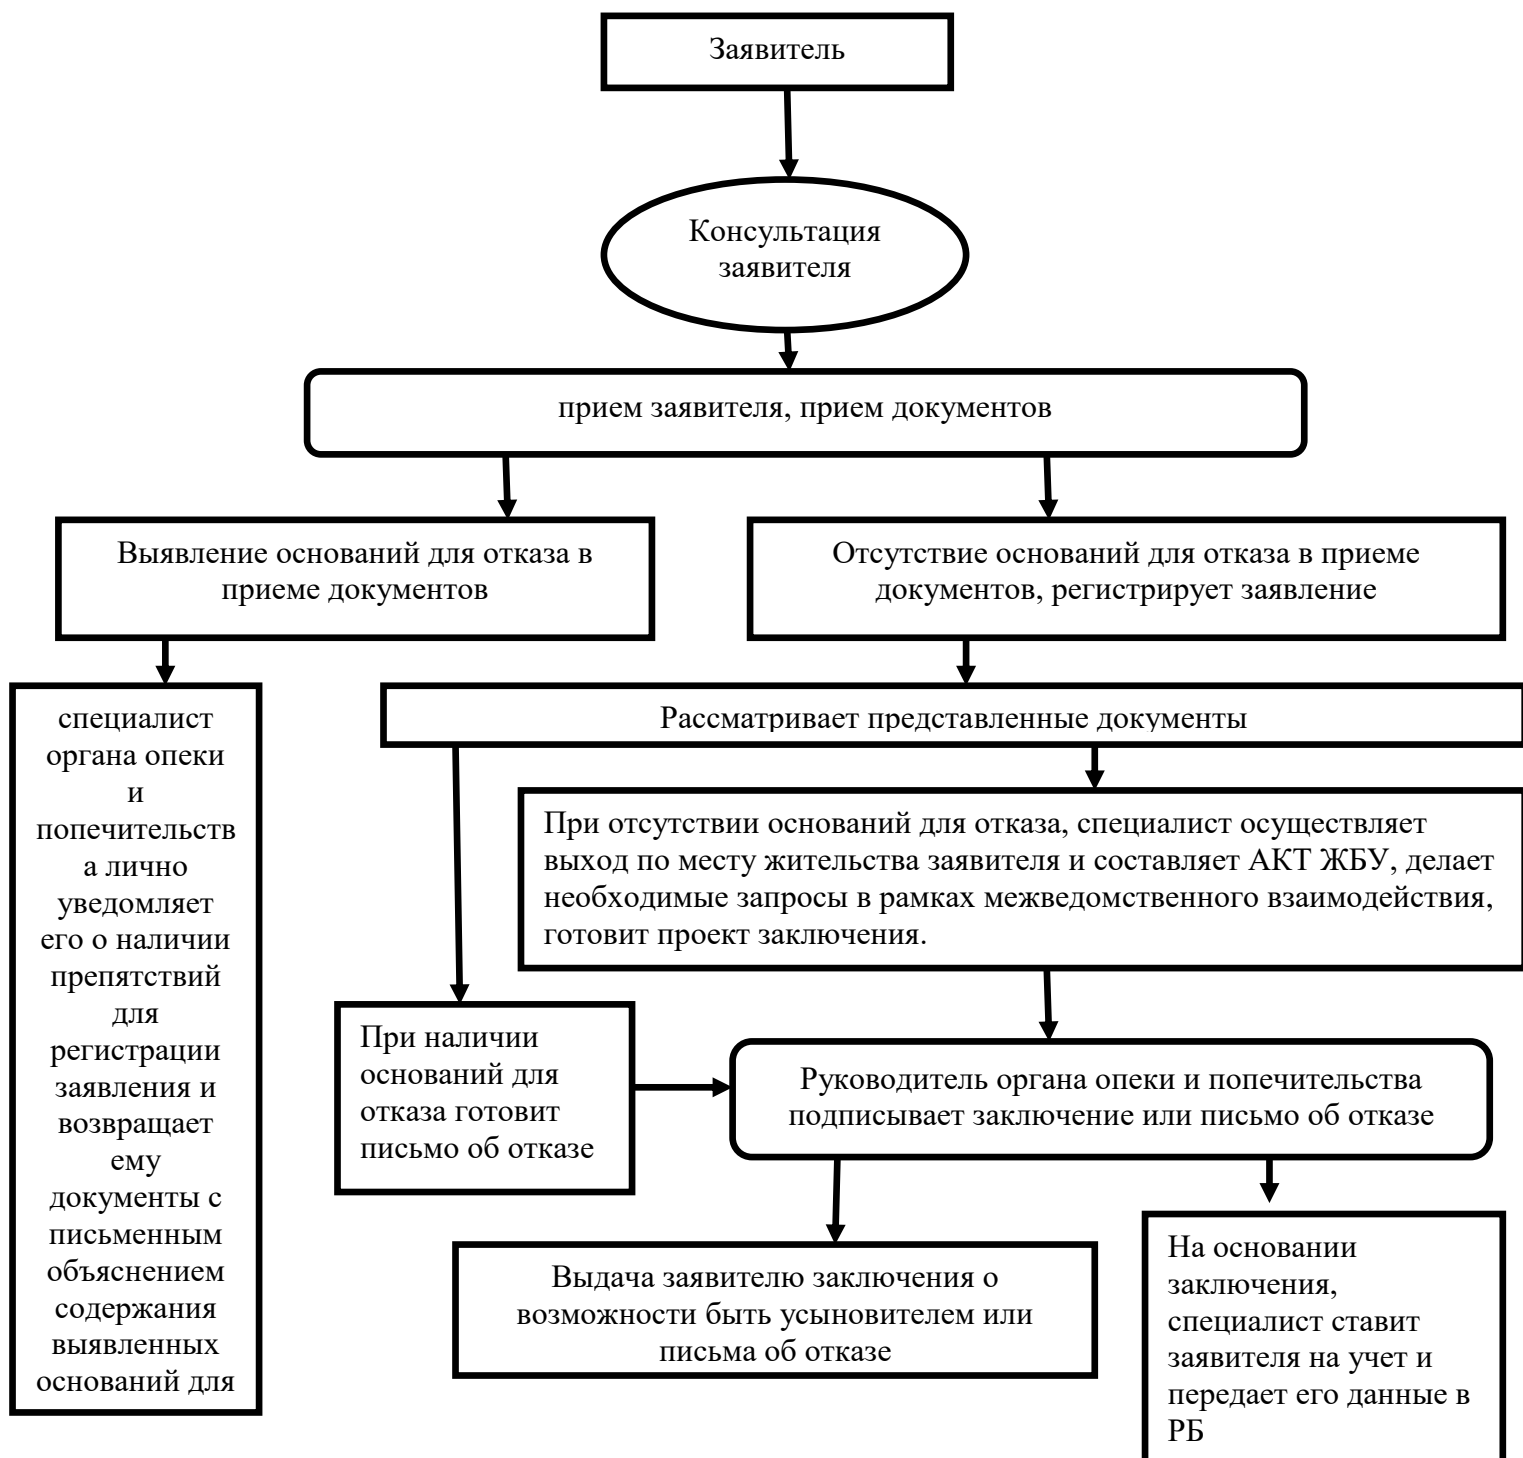 Заявитель
Консультация
заявителя
прием заявителя, прием документов
Выявление оснований для отказа в
приеме документов
Отсутствие оснований для отказа в приеме
документов, регистрирует заявление
специалист
органа опеки
и
попечительств
а лично
уведомляет
его о наличии
препятствий
для
регистрации
заявления и
возвращает
ему
документы с
письменным
объяснением
содержания
выявленных
оснований для
Рассматривает представленные документы
При отсутствии оснований для отказа, специалист осуществляет
выход по месту жительства заявителя и составляет АКТ ЖБУ, делает
необходимые запросы в рамках межведомственного взаимодействия,
готовит проект заключения.
При наличии
оснований для
отказа готовит
письмо об отказе
Руководитель органа опеки и попечительства
подписывает заключение или письмо об отказе
Выдача заявителю заключения о
возможности быть усыновителем или
письма об отказе
На основании
заключения,
специалист ставит
заявителя на учет и
передает его данные в
РБ